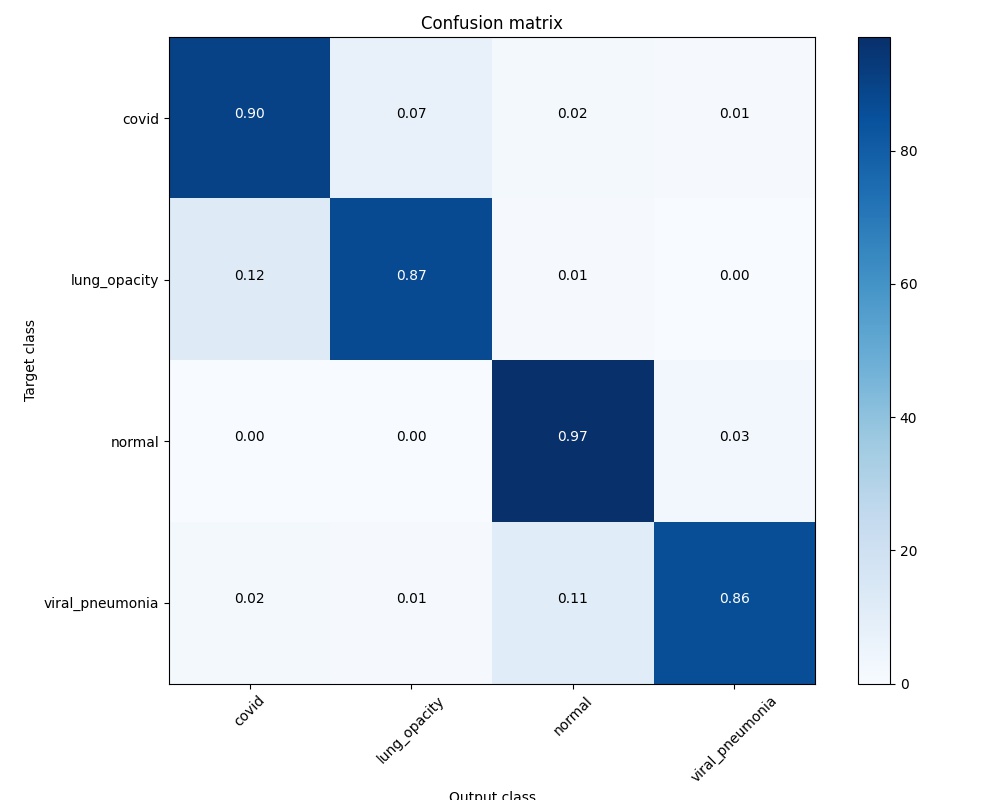 Confusion matrix
covid 0.90 0.07 0.02 0.01
lung_opacity 0.12 0.87 0.01 0.00
normal 0.00 0.00 0.97 0.03
viral_pneumonia 0.02 0.01 0.11 0.86
Target class
covid lung_opacity normal viral_pneumonia
Output class
80
60
40
20
0